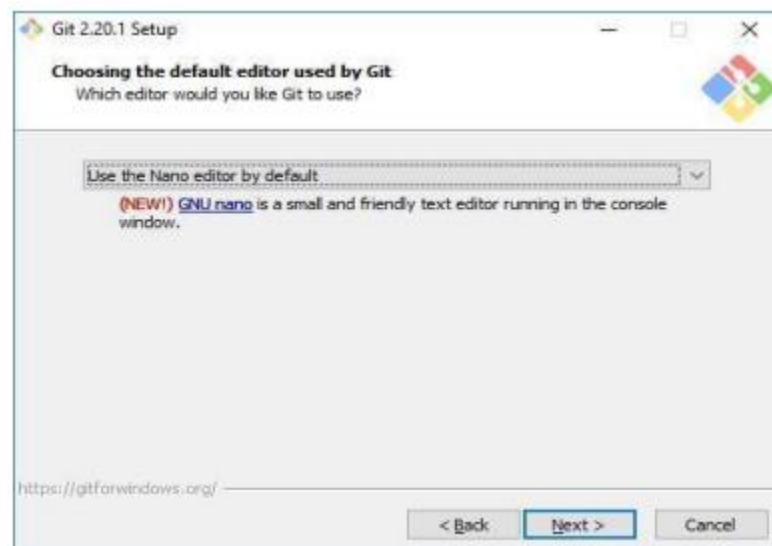 Git 2.20.1 Setup
Choosing the default editor used by Git
Which editor would you like Git to use?
Use the Nano editor by default
(NEW!) GNU nano is a small and friendly text editor running in the console
window.
https://gitforwindows.org/
< Back
Next >
Cancel